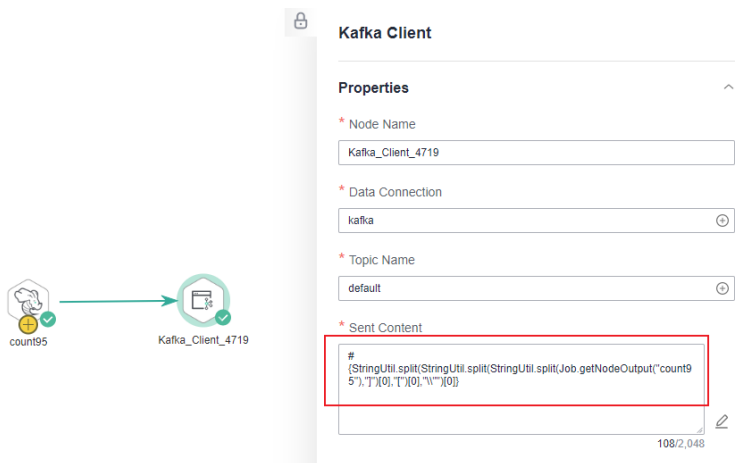 Kafka Client
Properties
* Node Name
Kafka_Client_4719
* Data Connection
kafka
* Topic Name
default
* Sent Content
#
{StringUtil.split(StringUtil.split(StringUtil.split(Job.getNodeOutput("count9
5"),"]")[0],"[")[0],"\\"")[0]}
108/2,048
count95
Kafka_Client_4719